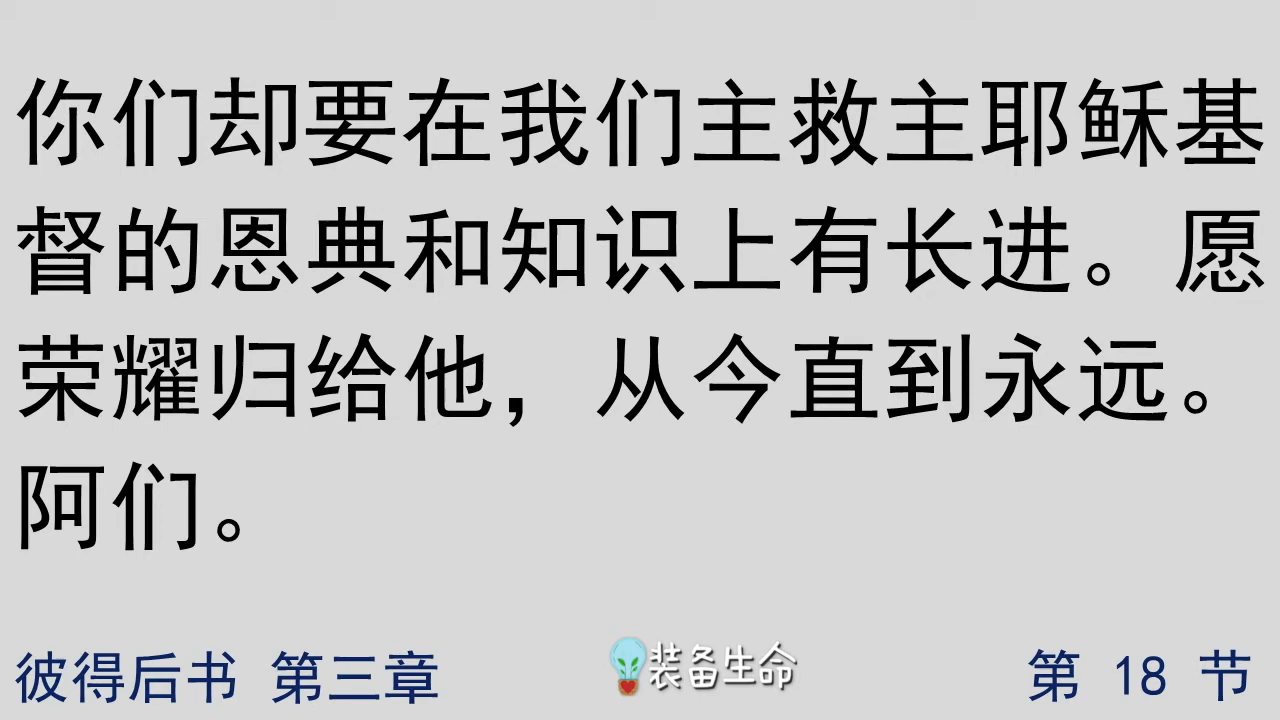 你们却要在我们主救主耶稣基
督的恩典和知识上有长进。愿
荣耀归给他，从今直到永远。
阿们。
彼得后书 第三章
装备生命
第 18 节